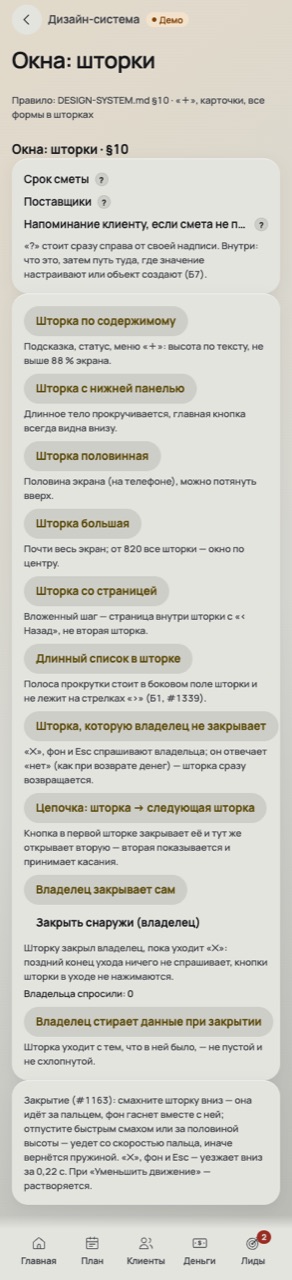 Дизайн-система
Демо
Окна: шторки
Правило: DESIGN-SYSTEM.md §10 · «＋», карточки, все
формы в шторках
Окна: шторки · §10
Срок сметы ?
Поставщики ?
Напоминание клиенту, если смета не п... ?
«?» стоит сразу справа от своей надписи. Внутри:
что это, затем путь туда, где значение
настраивают или объект создают (Б7).
Шторка по содержимому
Подсказка, статус, меню «＋»: высота по тексту, не
выше 88 % экрана.
Шторка с нижней панелью
Длинное тело прокручивается, главная кнопка
всегда видна внизу.
Шторка половинная
Половина экрана (на телефоне), можно потянуть
вверх.
Шторка большая
Почти весь экран; от 820 все шторки — окно по
центру.
Шторка со страницей
Вложенный шаг — страница внутри шторки с «‹
Назад», не вторая шторка.
Длинный список в шторке
Полоса прокрутки стоит в боковом поле шторки и
не лежит на стрелках «›» (Б1, #1339).
Шторка, которую владелец не закрывает
«✕», фон и Esc спрашивают владельца; он отвечает
«нет» (как при возврате денег) — шторка сразу
возвращается.
Цепочка: шторка → следующая шторка
Кнопка в первой шторке закрывает её и тут же
открывает вторую — вторая показывается и
принимает касания.
Владелец закрывает сам
Закрыть снаружи (владелец)
Шторку закрыл владелец, пока уходит «✕»:
поздний конец ухода ничего не спрашивает, кнопки
шторки в уходе не нажимаются.
Владельца спросили: 0
Владелец стирает данные при закрытии
Шторка уходит с тем, что в ней было, — не пустой и
не схлопнутой.
Закрытие (#1163): смахните шторку вниз — она
идёт за пальцем, фон гаснет вместе с ней;
отпустите быстрым смахом или за половиной
высоты — уедет со скоростью пальца, иначе
вернётся пружиной. «✕», фон и Esc — уезжает вниз
за 0,22 с. При «Уменьшить движение» —
растворяется.
2
Главная План Клиенты Деньги Лиды